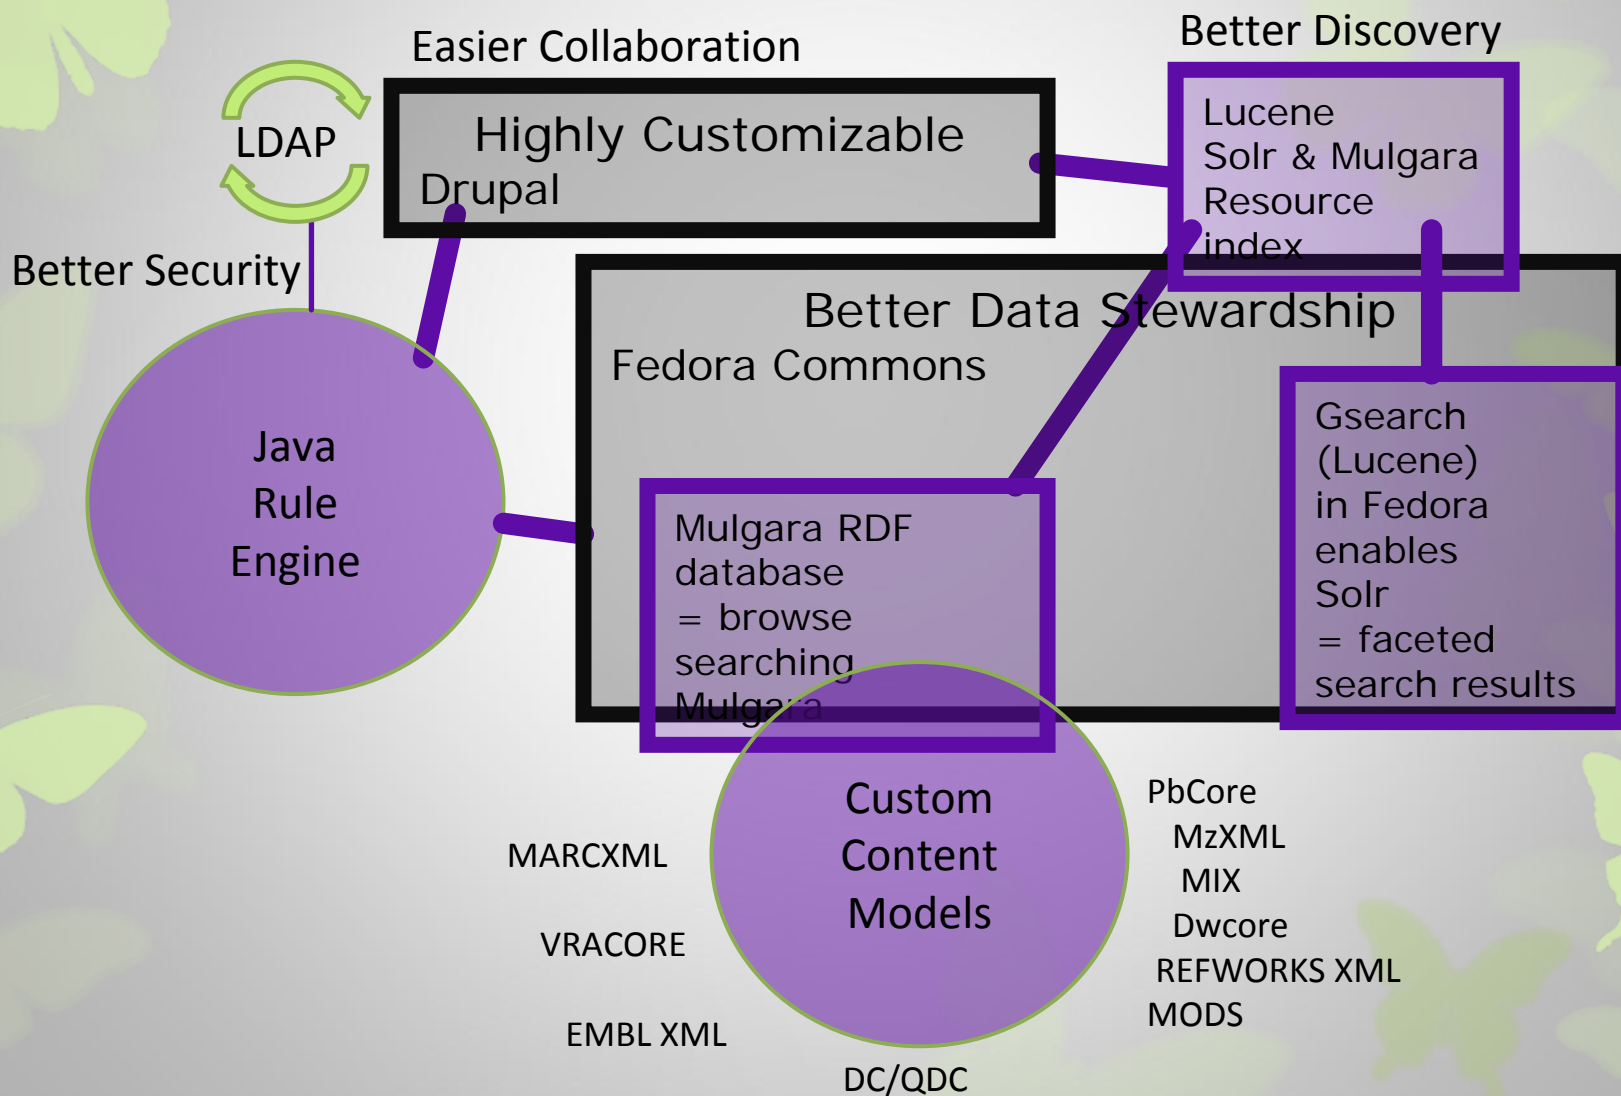 Easier Collaboration
Better Discovery
LDAP
Highly Customizable
Drupal
Lucene
Solr & Mulgara
Resource
index
Better Security
Better Data Stewardship
Fedora Commons
Java
Rule
Engine
Mulgara RDF
database
= browse
searching
Mulgara
Gsearch
(Lucene)
in Fedora
enables
Solr
= faceted
search results
Custom
Content
Models
MARCXML
VRACORE
EMBL XML
DC/QDC
PbCore
MzXML
MIX
Dwcore
REFWORKS XML
MODS